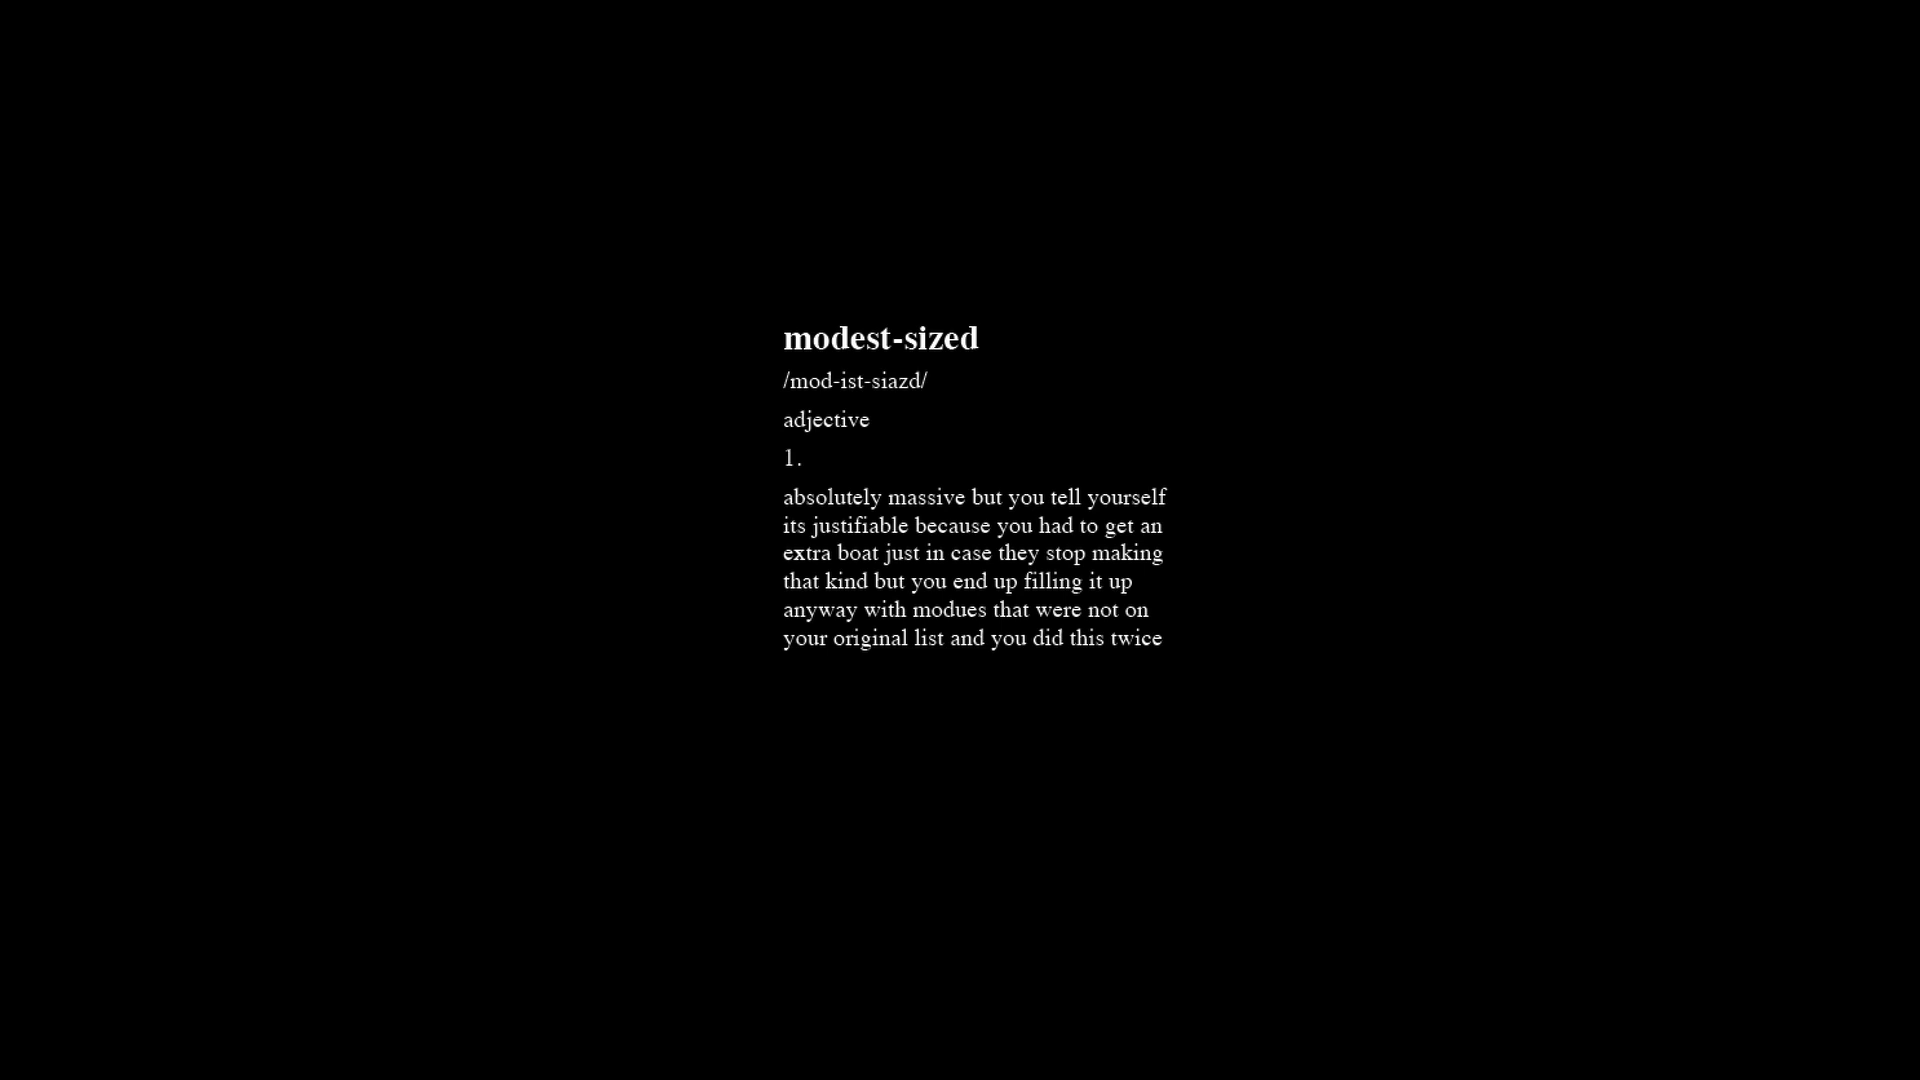 modest-sized
/mod-ist-siazd/
adjective
1.
absolutely massive but you tell yourself
its justifiable because you had to get an
extra boat just in case they stop making
that kind but you end up filling it up
anyway with modues that were not on
your original list and you did this twice